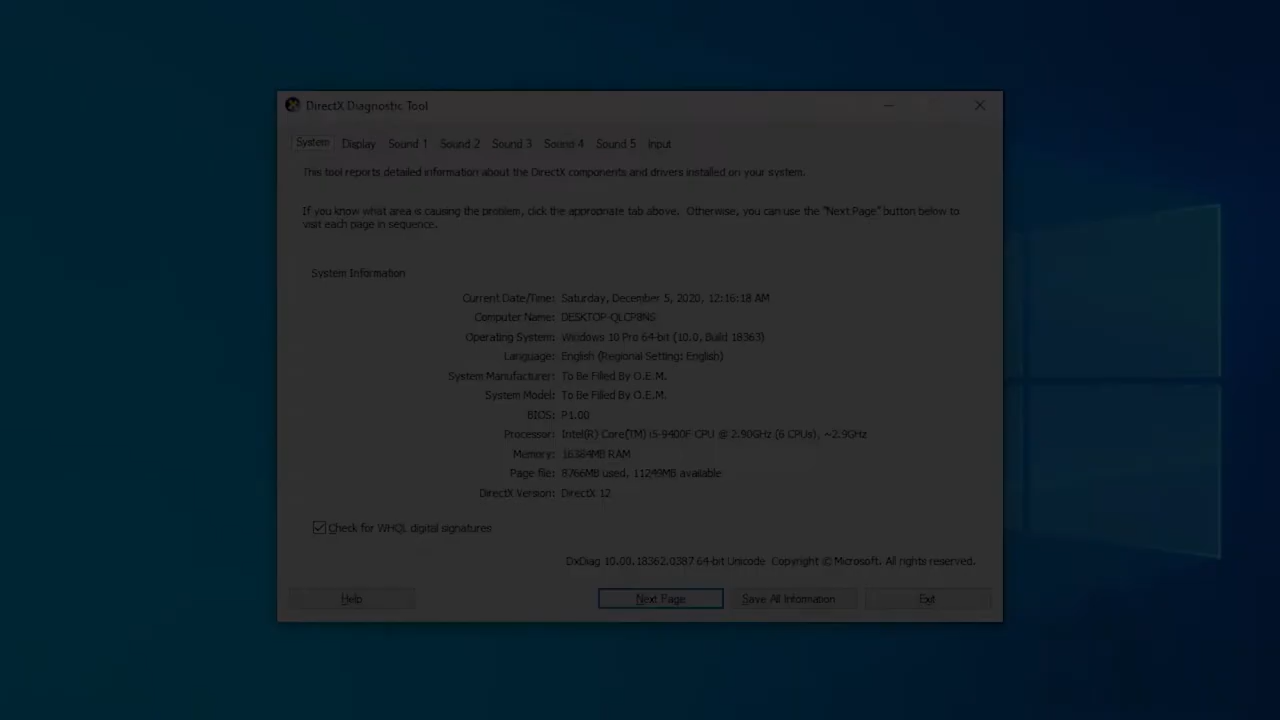 DirectX Diagnostic Tool
System Display Sound 1 Sound 2 Sound 3 Sound 4 Sound 5 Input
This tool reports detailed information about the DirectX components and drivers installed on your system.
If you know what area is causing the problem, click the appropriate tab above. Otherwise, you can use the "Next Page" button below to
visit each page in sequence.
System Information
Current Date/Time: Saturday, December 5, 2020, 12:16:18 AM
Computer Name: DESKTOP-QLCP8NS
Operating System: Windows 10 Pro 64-bit (10.0, Build 18363)
Language: English (Regional Setting: English)
System Manufacturer: To Be Filled By O.E.M.
System Model: To Be Filled By O.E.M.
BIOS: P1.00
Processor: Intel(R) Core(TM) i5-9400F CPU @ 2.90GHz (6 CPUs), ~2.9GHz
Memory: 16384MB RAM
Page file: 8766MB used, 11249MB available
DirectX Version: DirectX 12
Check for WHQL digital signatures
DxDiag 10.00.18362.0387 64-bit Unicode Copyright © Microsoft. All rights reserved.
Help Next Page Save All Information Exit